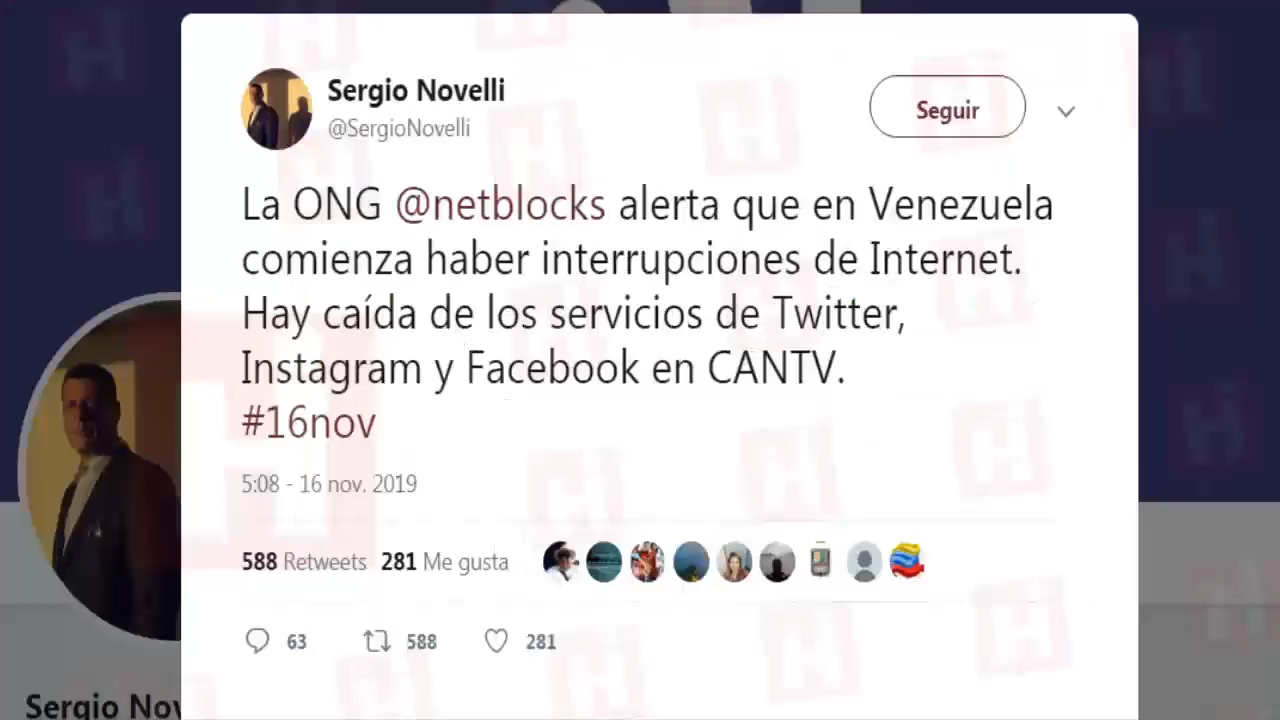 Sergio Novelli
@SergioNovelli
Seguir
La ONG @netblocks alerta que en Venezuela
comienza haber interrupciones de Internet.
Hay caída de los servicios de Twitter,
Instagram y Facebook en CANTV.
#16nov
5:08 - 16 nov. 2019
588 Retweets 281 Me gusta
63 588 281
Sergio Nov